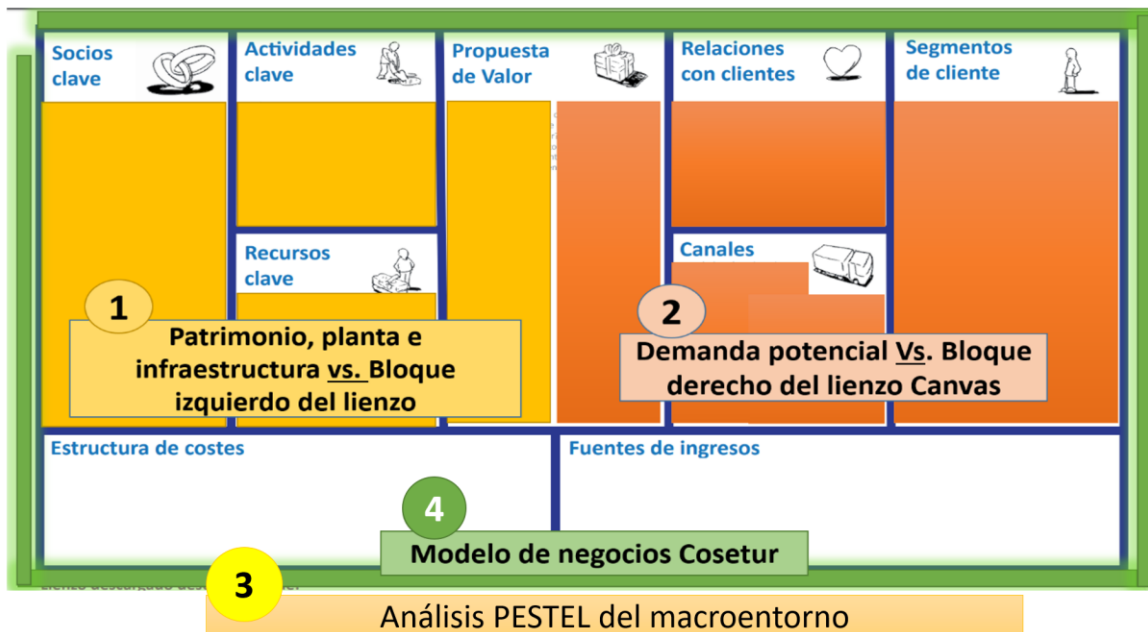 Socios
clave
Actividades
clave
Propuesta
de Valor
Relaciones
con clientes
Segmentos
de cliente
Recursos
clave
Canales
1
Patrimonio, planta e
infraestructura vs. Bloque
izquierdo del lienzo
2
Demanda potencial Vs. Bloque
derecho del lienzo Canvas
Estructura de costes
Fuentes de ingresos
4
Modelo de negocios Cosetur
3
Análisis PESTEL del macroentorno